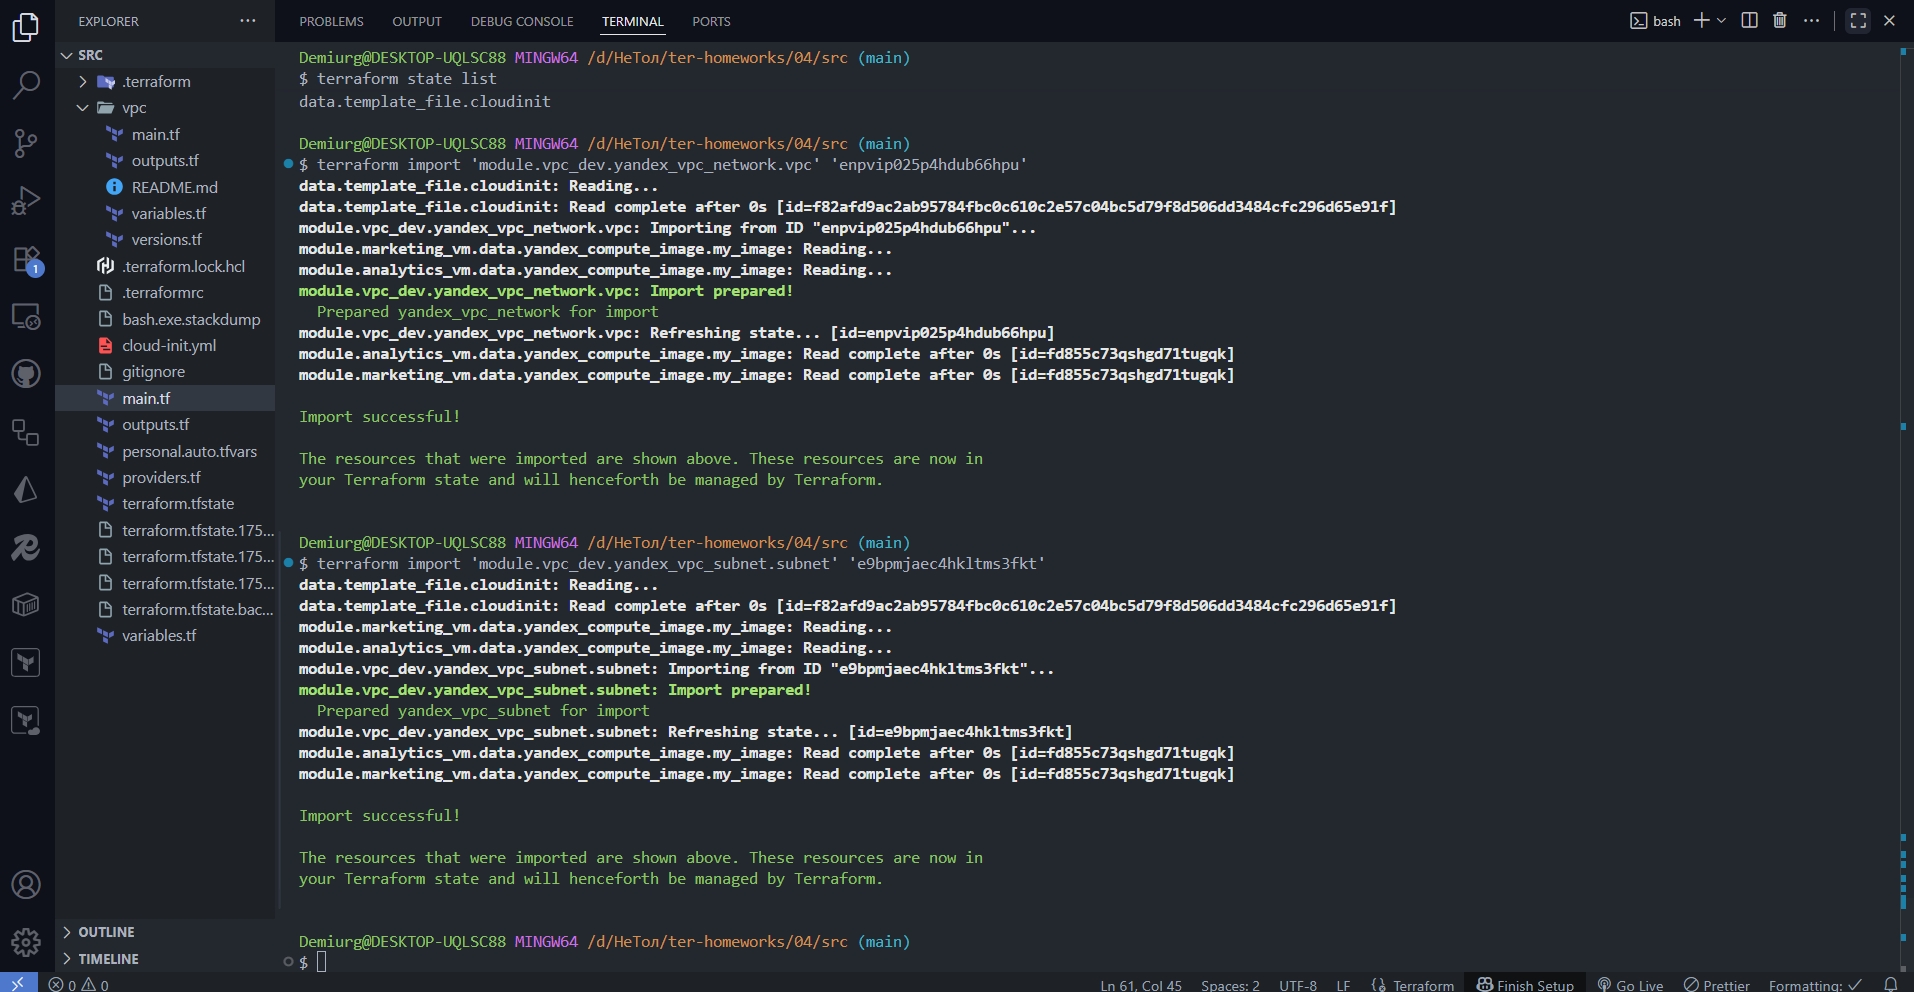 EXPLORER
PROBLEMS OUTPUT DEBUG CONSOLE TERMINAL PORTS
bash
SRC
.terraform
vpc
main.tf
outputs.tf
README.md
variables.tf
versions.tf
.terraform.lock.hcl
.terraformrc
bash.exe.stackdump
cloud-init.yml
gitignore
main.tf
outputs.tf
personal.auto.tfvars
providers.tf
terraform.tfstate
terraform.tfstate.175...
terraform.tfstate.175...
terraform.tfstate.175...
terraform.tfstate.bac...
variables.tf
OUTLINE
TIMELINE
1
Demiurg@DESKTOP-UQLSC88 MINGW64 /d/НеТол/ter-homeworks/04/src (main)
$ terraform state list
data.template_file.cloudinit
Demiurg@DESKTOP-UQLSC88 MINGW64 /d/НеТол/ter-homeworks/04/src (main)
$ terraform import 'module.vpc_dev.yandex_vpc_network.vpc' 'enpvip025p4hdub66hpu'
data.template_file.cloudinit: Reading...
data.template_file.cloudinit: Read complete after 0s [id=f82afd9ac2ab95784fbc0c610c2e57c04bc5d79f8d506dd3484cfc296d65e91f]
module.vpc_dev.yandex_vpc_network.vpc: Importing from ID "enpvip025p4hdub66hpu"...
module.marketing_vm.data.yandex_compute_image.my_image: Reading...
module.analytics_vm.data.yandex_compute_image.my_image: Reading...
module.vpc_dev.yandex_vpc_network.vpc: Import prepared!
Prepared yandex_vpc_network for import
module.vpc_dev.yandex_vpc_network.vpc: Refreshing state... [id=enpvip025p4hdub66hpu]
module.analytics_vm.data.yandex_compute_image.my_image: Read complete after 0s [id=fd855c73qshgd71tugqk]
module.marketing_vm.data.yandex_compute_image.my_image: Read complete after 0s [id=fd855c73qshgd71tugqk]
Import successful!
The resources that were imported are shown above. These resources are now in
your Terraform state and will henceforth be managed by Terraform.
Demiurg@DESKTOP-UQLSC88 MINGW64 /d/НеТол/ter-homeworks/04/src (main)
$ terraform import 'module.vpc_dev.yandex_vpc_subnet.subnet' 'e9bpmjaec4hkltms3fkt'
data.template_file.cloudinit: Reading...
data.template_file.cloudinit: Read complete after 0s [id=f82afd9ac2ab95784fbc0c610c2e57c04bc5d79f8d506dd3484cfc296d65e91f]
module.marketing_vm.data.yandex_compute_image.my_image: Reading...
module.analytics_vm.data.yandex_compute_image.my_image: Reading...
module.vpc_dev.yandex_vpc_subnet.subnet: Importing from ID "e9bpmjaec4hkltms3fkt"...
module.vpc_dev.yandex_vpc_subnet.subnet: Import prepared!
Prepared yandex_vpc_subnet for import
module.vpc_dev.yandex_vpc_subnet.subnet: Refreshing state... [id=e9bpmjaec4hkltms3fkt]
module.analytics_vm.data.yandex_compute_image.my_image: Read complete after 0s [id=fd855c73qshgd71tugqk]
module.marketing_vm.data.yandex_compute_image.my_image: Read complete after 0s [id=fd855c73qshgd71tugqk]
Import successful!
The resources that were imported are shown above. These resources are now in
your Terraform state and will henceforth be managed by Terraform.
Demiurg@DESKTOP-UQLSC88 MINGW64 /d/НеТол/ter-homeworks/04/src (main)
$
0 0 Ln 61, Col 45 Spaces: 2 UTF-8 LF {} Terraform Finish Setup Go Live Prettier Formatting: ✓